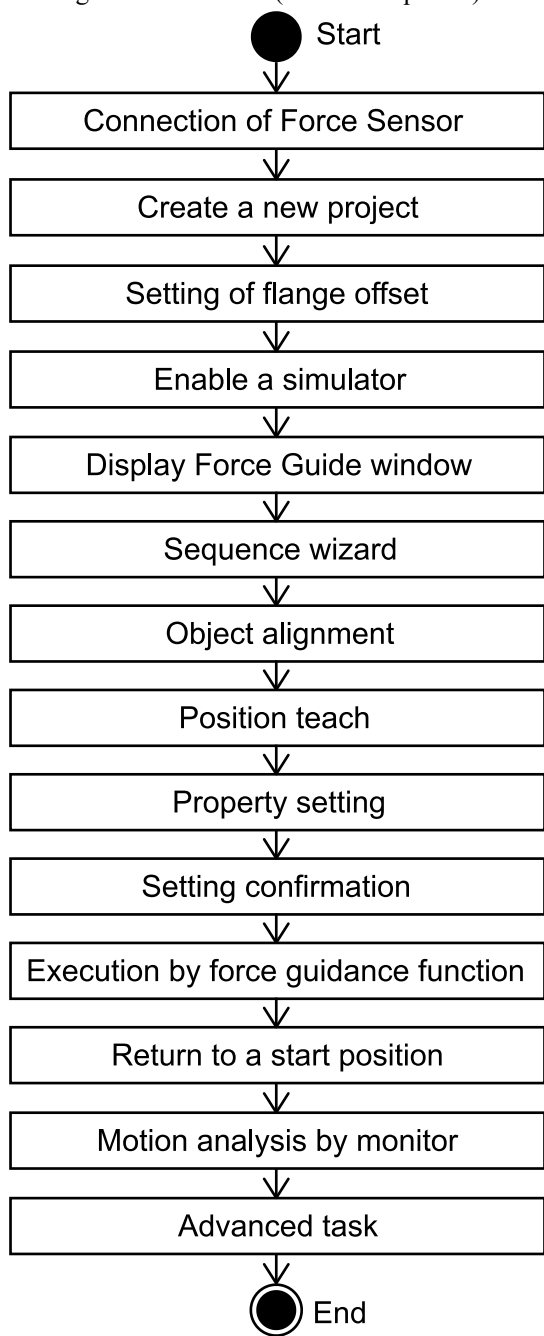 Start
Connection of Force Sensor
Create a new project
Setting of flange offset
Enable a simulator
Display Force Guide window
Sequence wizard
Object alignment
Position teach
Property setting
Setting confirmation
Execution by force guidance function
Return to a start position
Motion analysis by monitor
Advanced task
End